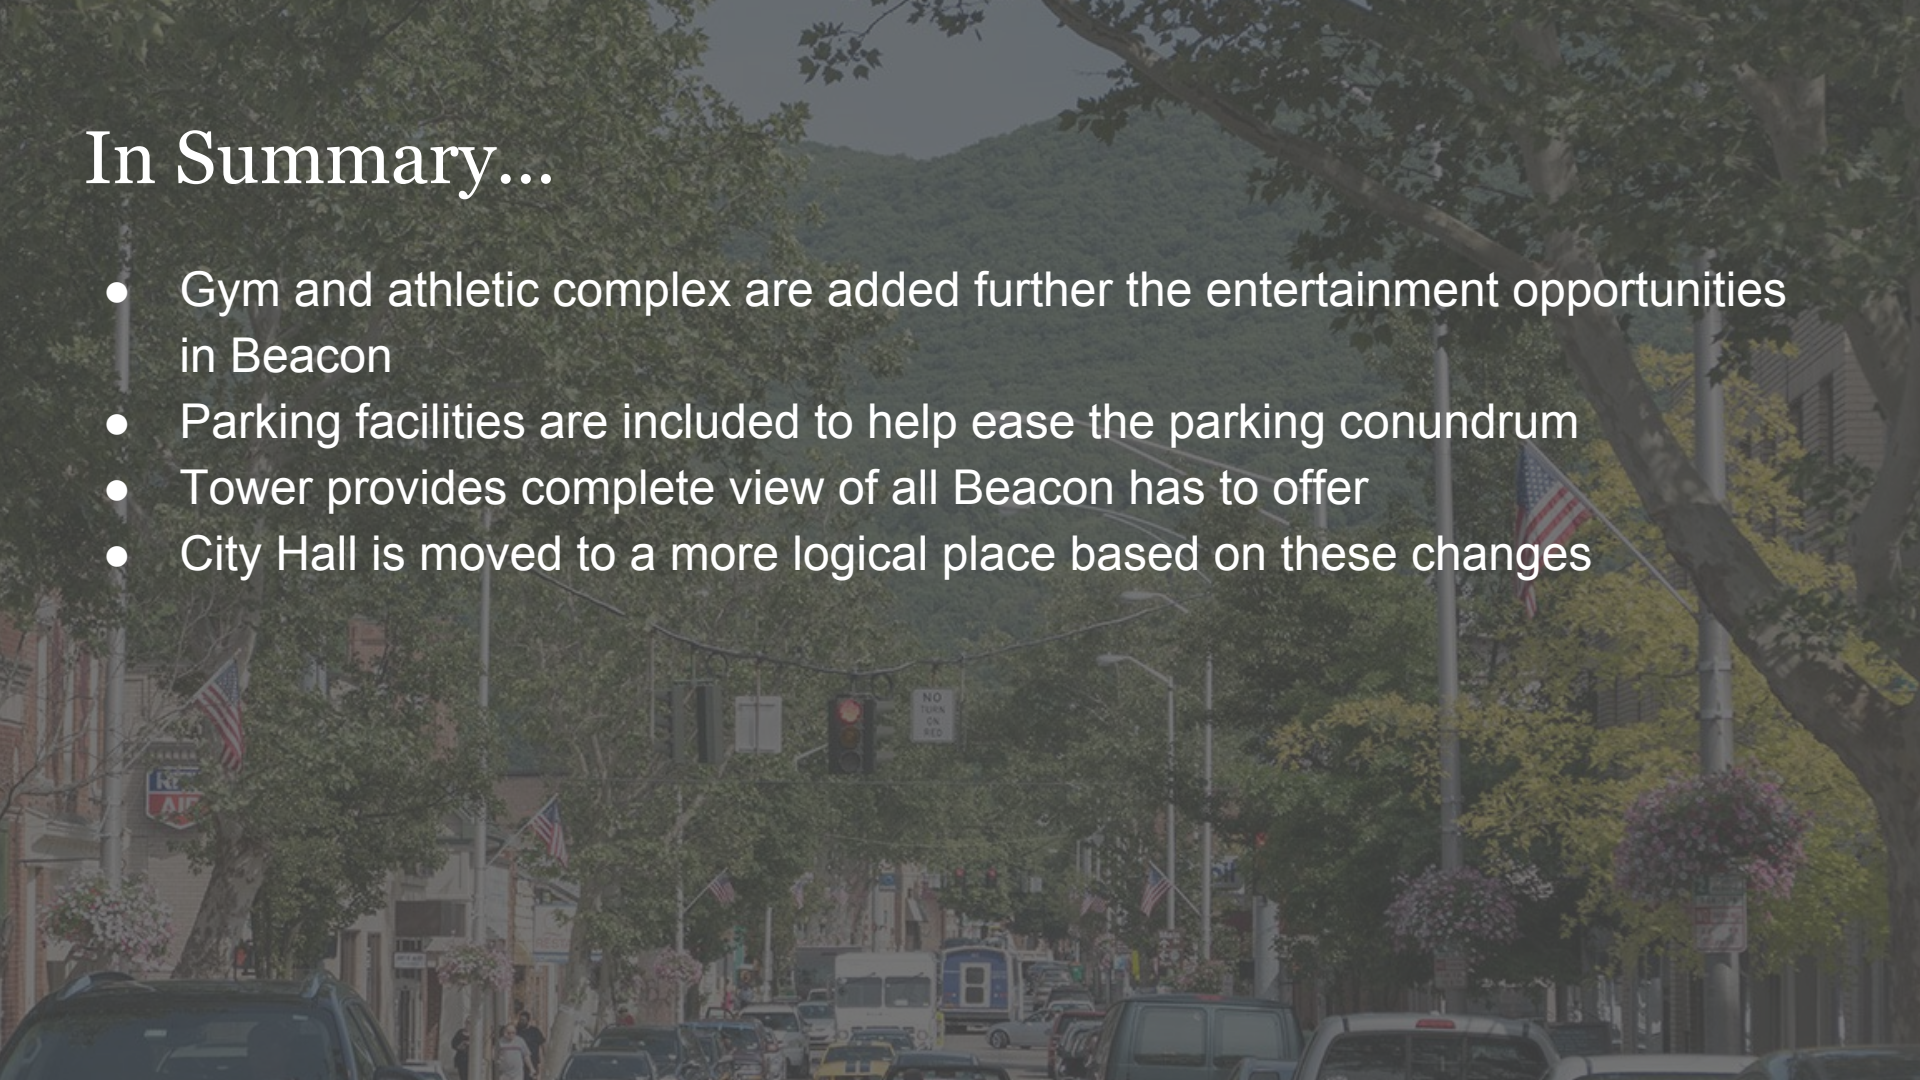 In Summary...
● Gym and athletic complex are added further the entertainment opportunities
in Beacon
● Parking facilities are included to help ease the parking conundrum
● Tower provides complete view of all Beacon has to offer
● City Hall is moved to a more logical place based on these changes
NO
TURN
ON
RED